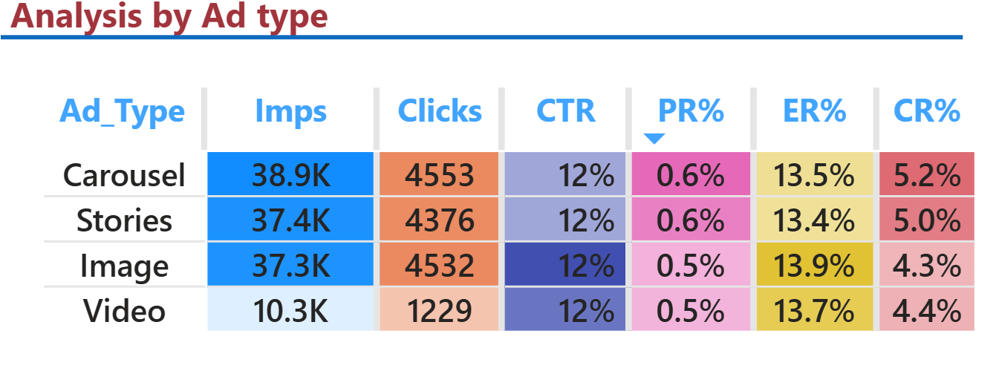 Analysis by Ad type
Ad_Type Imps Clicks CTR PR% ER% CR%
Carousel 38.9K 4553 12% 0.6% 13.5% 5.2%
Stories 37.4K 4376 12% 0.6% 13.4% 5.0%
Image 37.3K 4532 12% 0.5% 13.9% 4.3%
Video 10.3K 1229 12% 0.5% 13.7% 4.4%